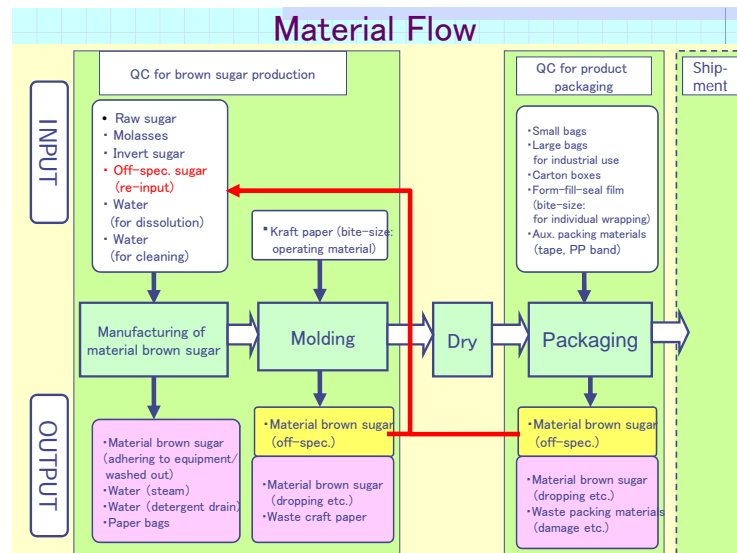 Material Flow
QC for brown sugar production
QC for product
packaging
Ship-
ment
INPUT
• Raw sugar
・Molasses
・Invert sugar
・Off-spec. sugar
(re-input)
・Water
(for dissolution)
・Water
(for cleaning)
▪Kraft paper (bite-size:
operating material)
・Small bags
・Large bags
for industrial use
・Carton boxes
・Form-fill-seal film
(bite-size:
for individual wrapping)
・Aux. packing materials
(tape, PP band)
Manufacturing of
material brown sugar
Molding
Dry
Packaging
OUTPUT
・Material brown sugar
(adhering to equipment/
washed out)
・Water (steam)
・Water (detergent drain)
・Paper bags
・Material brown sugar
(off-spec.)
・Material brown sugar
(dropping etc.)
・Waste craft paper
・Material brown sugar
(off-spec.)
・Material brown sugar
(dropping etc.)
・Waste packing materials
(damage etc.)